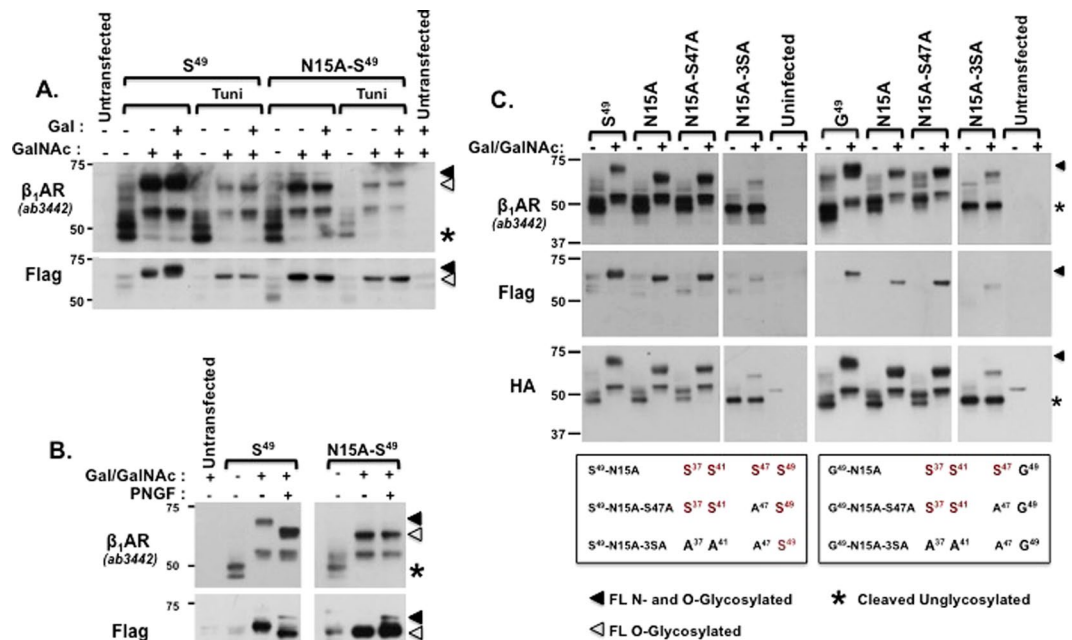 A.
Untransfected
S49
N15A-S49
Untransfected
Tuni
Tuni
Gal : - - - + - - + - - + - - + +
GalNAc: - - + + - + + - + + - + + +
75
β1AR
(ab3442)
50
*
75
Flag
50
B.
Untransfected
S49
N15A-S49
Gal/GalNAc : + - + + - + +
PNGF : - - - + - - +
75
β1AR
(ab3442)
50
*
75
Flag
C.
S49
N15A
N15A-S47A
N15A-3SA
Uninfected
G49
N15A
N15A-S47A
N15A-3SA
Untransfected
Gal/GalNAc : - + - + - + - + - + - + - + - + - + - +
75
β1AR
(ab3442)
50
*
37
75
Flag
50
75
HA
50
*
37
S49-N15A S37 S41 S47 S49
S49-N15A-S47A S37 S41 A47 S49
S49-N15A-3SA A37 A41 A47 S49
G49-N15A S37 S41 S47 G49
G49-N15A-S47A S37 S41 A47 G49
G49-N15A-3SA A37 A41 A47 G49
FL N- and O-Glycosylated
* Cleaved Unglycosylated
FL O-Glycosylated